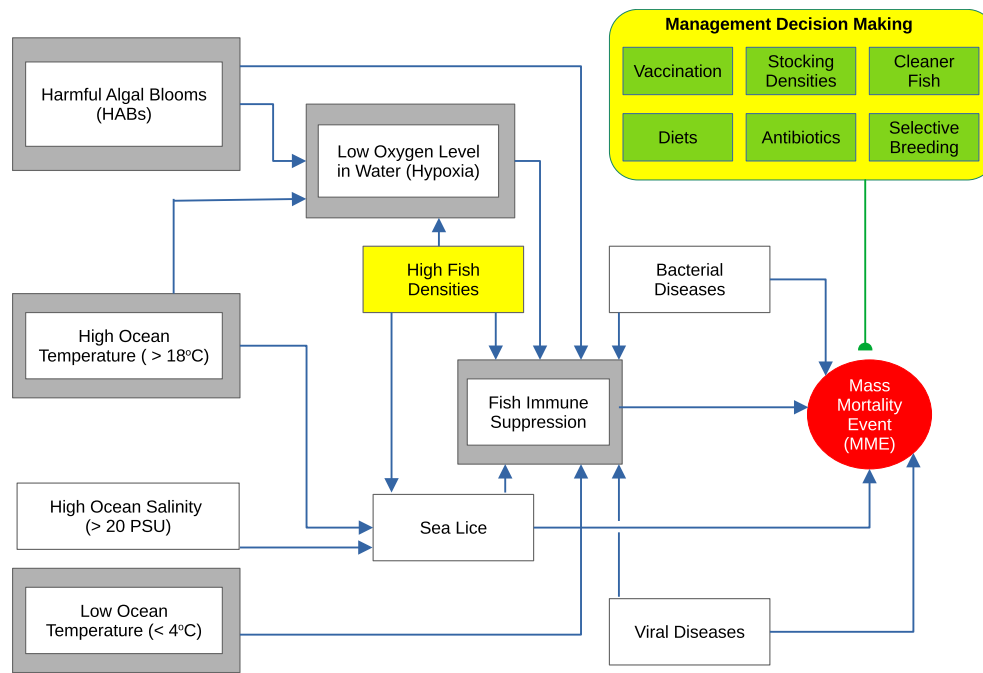 Management Decision Making
Vaccination
Stocking
Densities
Cleaner
Fish
Diets
Antibiotics
Selective
Breeding
Harmful Algal Blooms
(HABs)
Low Oxygen Level
in Water (Hypoxia)
High Fish
Densities
Bacterial
Diseases
High Ocean
Temperature ( > 18ºC)
Fish Immune
Suppression
Mass
Mortality
Event
(MME)
High Ocean Salinity
(> 20 PSU)
Sea Lice
Low Ocean
Temperature (< 4ºC)
Viral Diseases